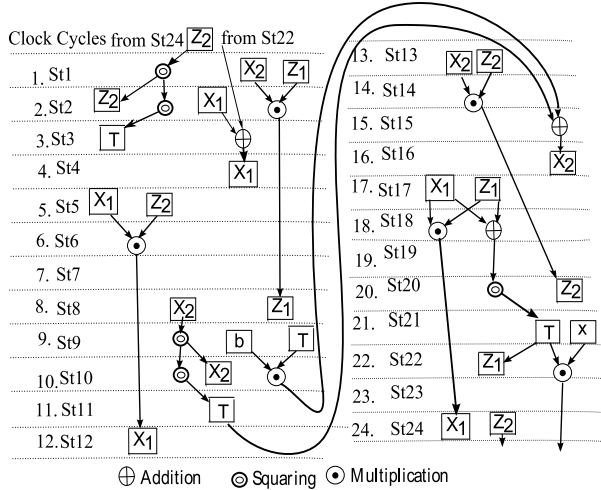 Clock Cycles from St24 Z2 from St22
1. St1 X2 Z1
Z2
2. St2 X1
3. St3 T
4. St4 X1
5. St5 X1 Z2
6. St6
7. St7
8. St8 X2 Z1
9. St9 b T
10. St10 X2
11. St11 T
12. St12 X1
13. St13 X2 Z2
14. St14
15. St15
16. St16 X2
17. St17 X1 Z1
18. St18
19. St19
20. St20 Z2
21. St21 T x
22. St22 Z1
23. St23
24. St24 X1 Z2
Addition Squaring Multiplication